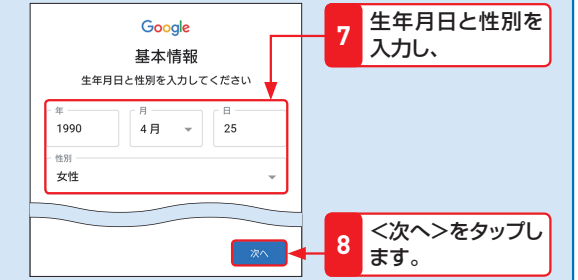 Google
基本情報
生年月日と性別を入力してください
年
月
日
1990
4月
25
性別
女性
次へ
7
生年月日と性別を
入力し、
8
＜次へ＞をタップし
ます。